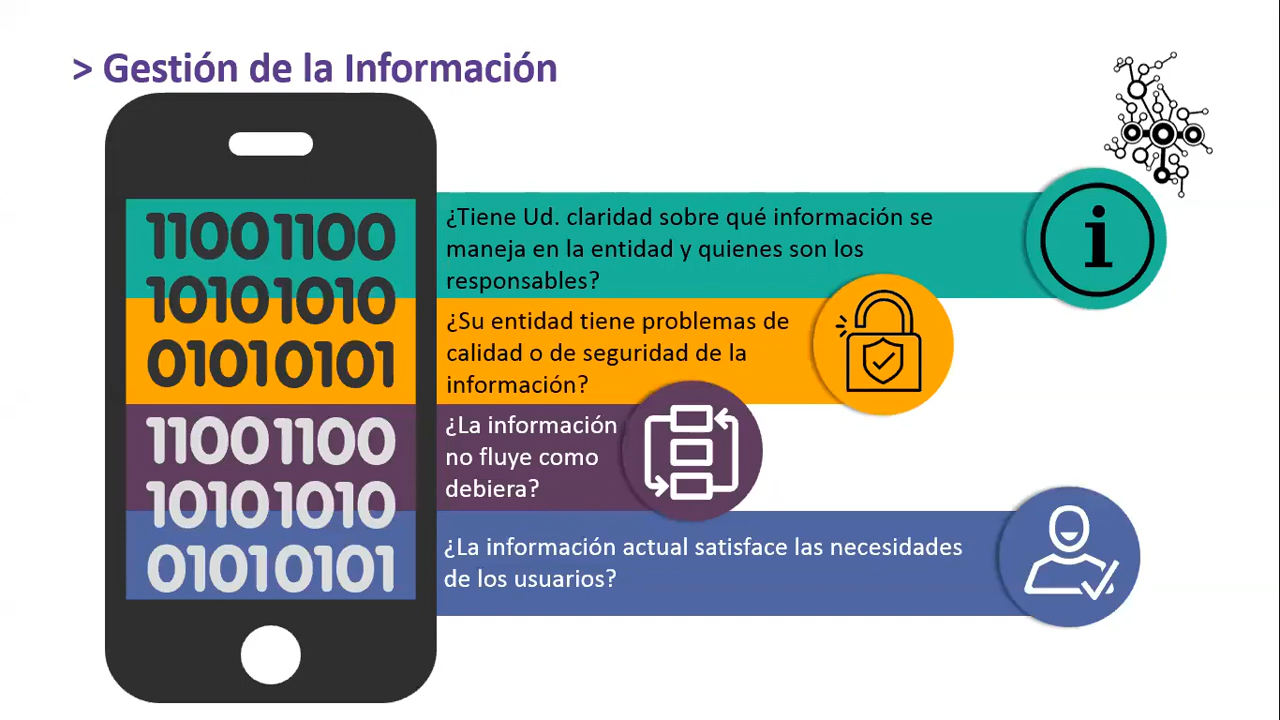 > Gestión de la Información
11001100
10101010
01010101
11001100
10101010
01010101
¿Tiene Ud. claridad sobre qué información se
maneja en la entidad y quienes son los
responsables?
i
¿Su entidad tiene problemas de
calidad o de seguridad de la
información?
¿La información
no fluye como
debiera?
¿La información actual satisface las necesidades
de los usuarios?